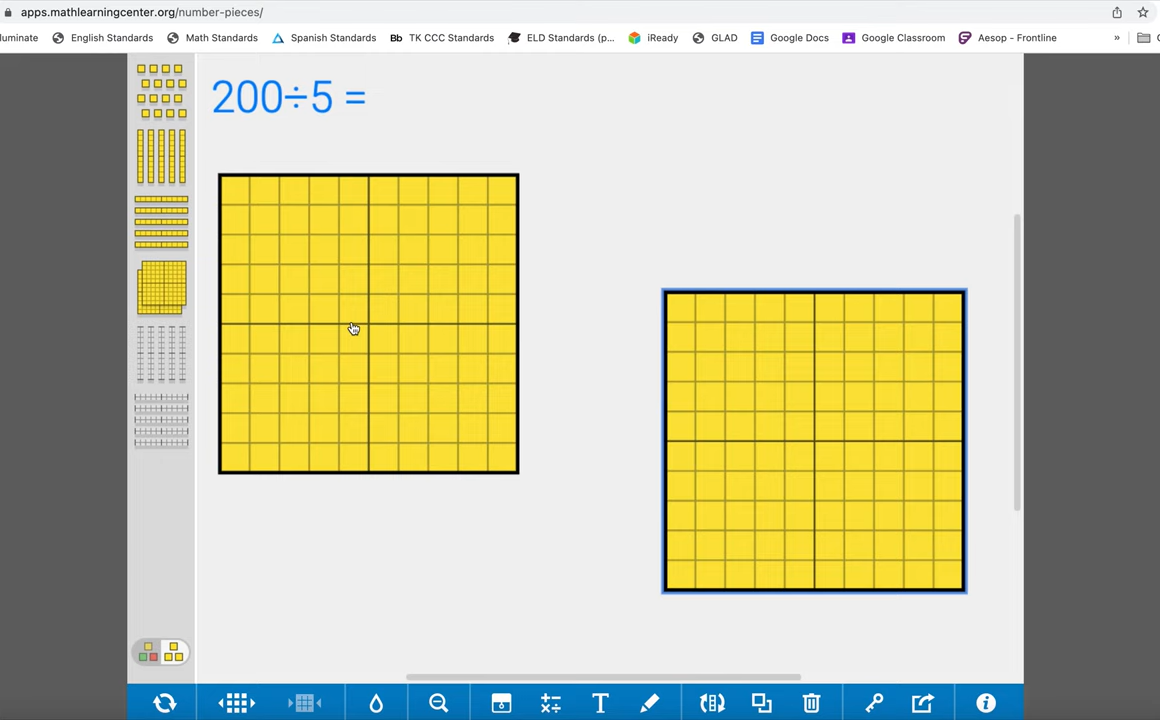 apps.mathlearningcenter.org/number-pieces/
luminate English Standards Math Standards Spanish Standards Bb TK CCC Standards ELD Standards (p... iReady GLAD Google Docs Google Classroom Aesop - Frontline »
200÷5 =
T